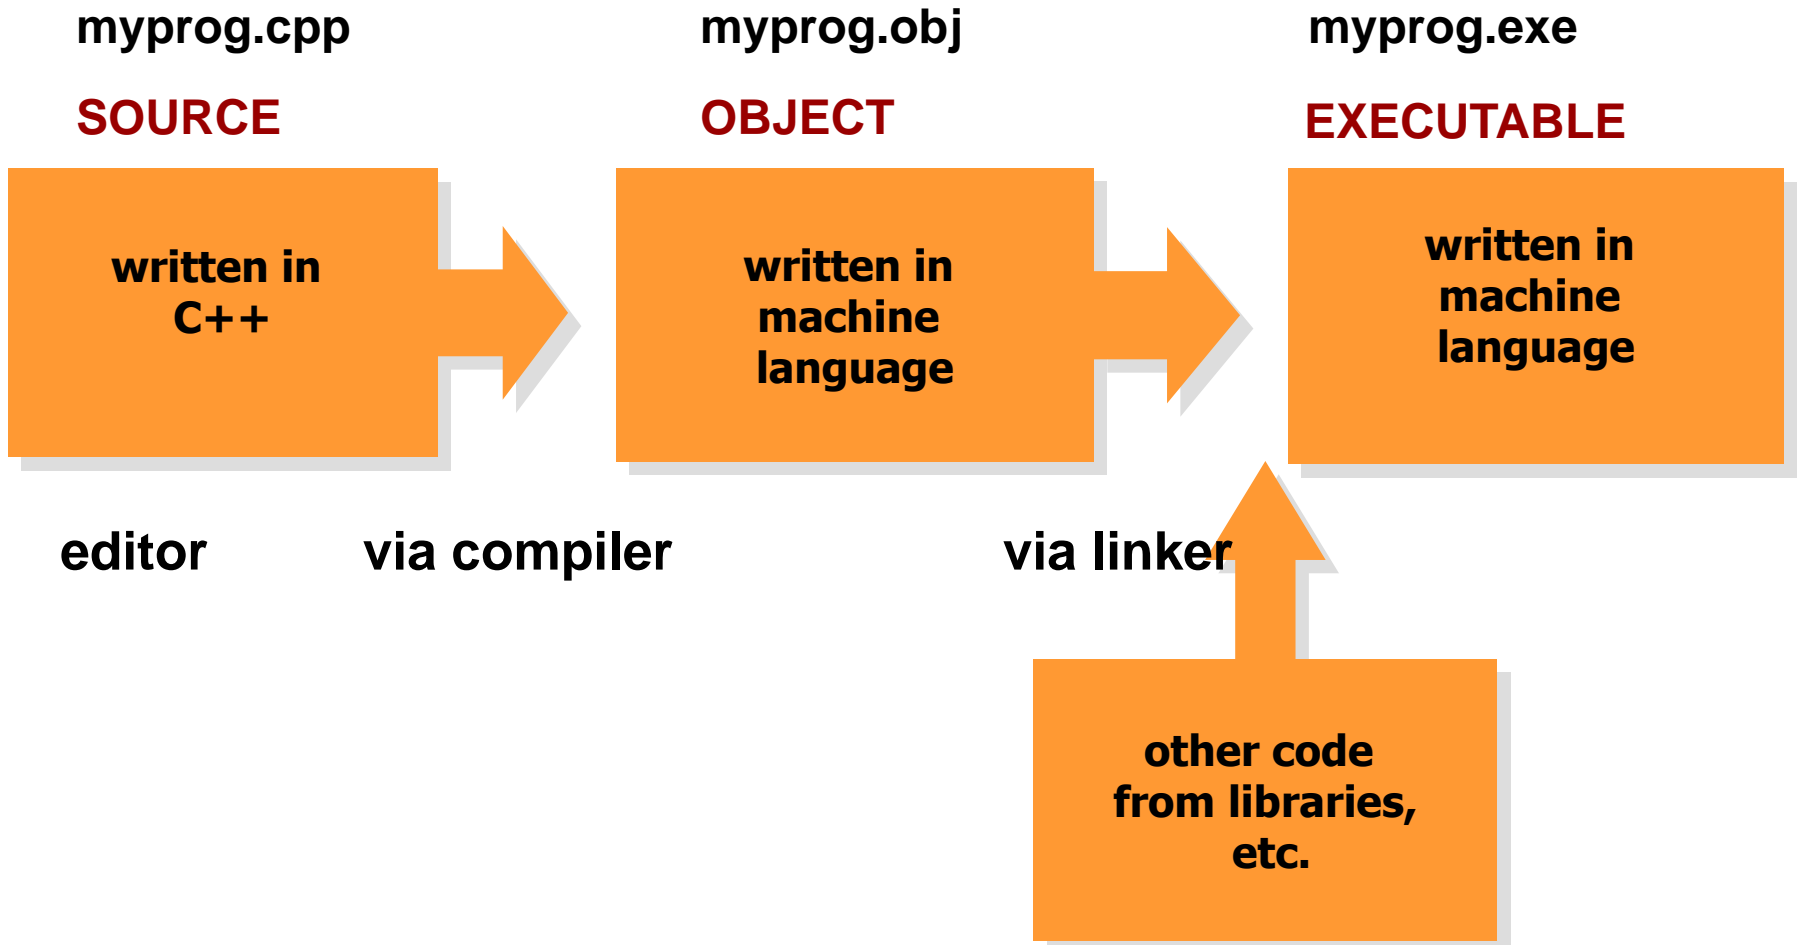 myprog.cpp
myprog.obj
myprog.exe
SOURCE
OBJECT
EXECUTABLE
written in
C++
written in
machine
language
written in
machine
language
editor
via compiler
via linker
other code
from libraries,
etc.